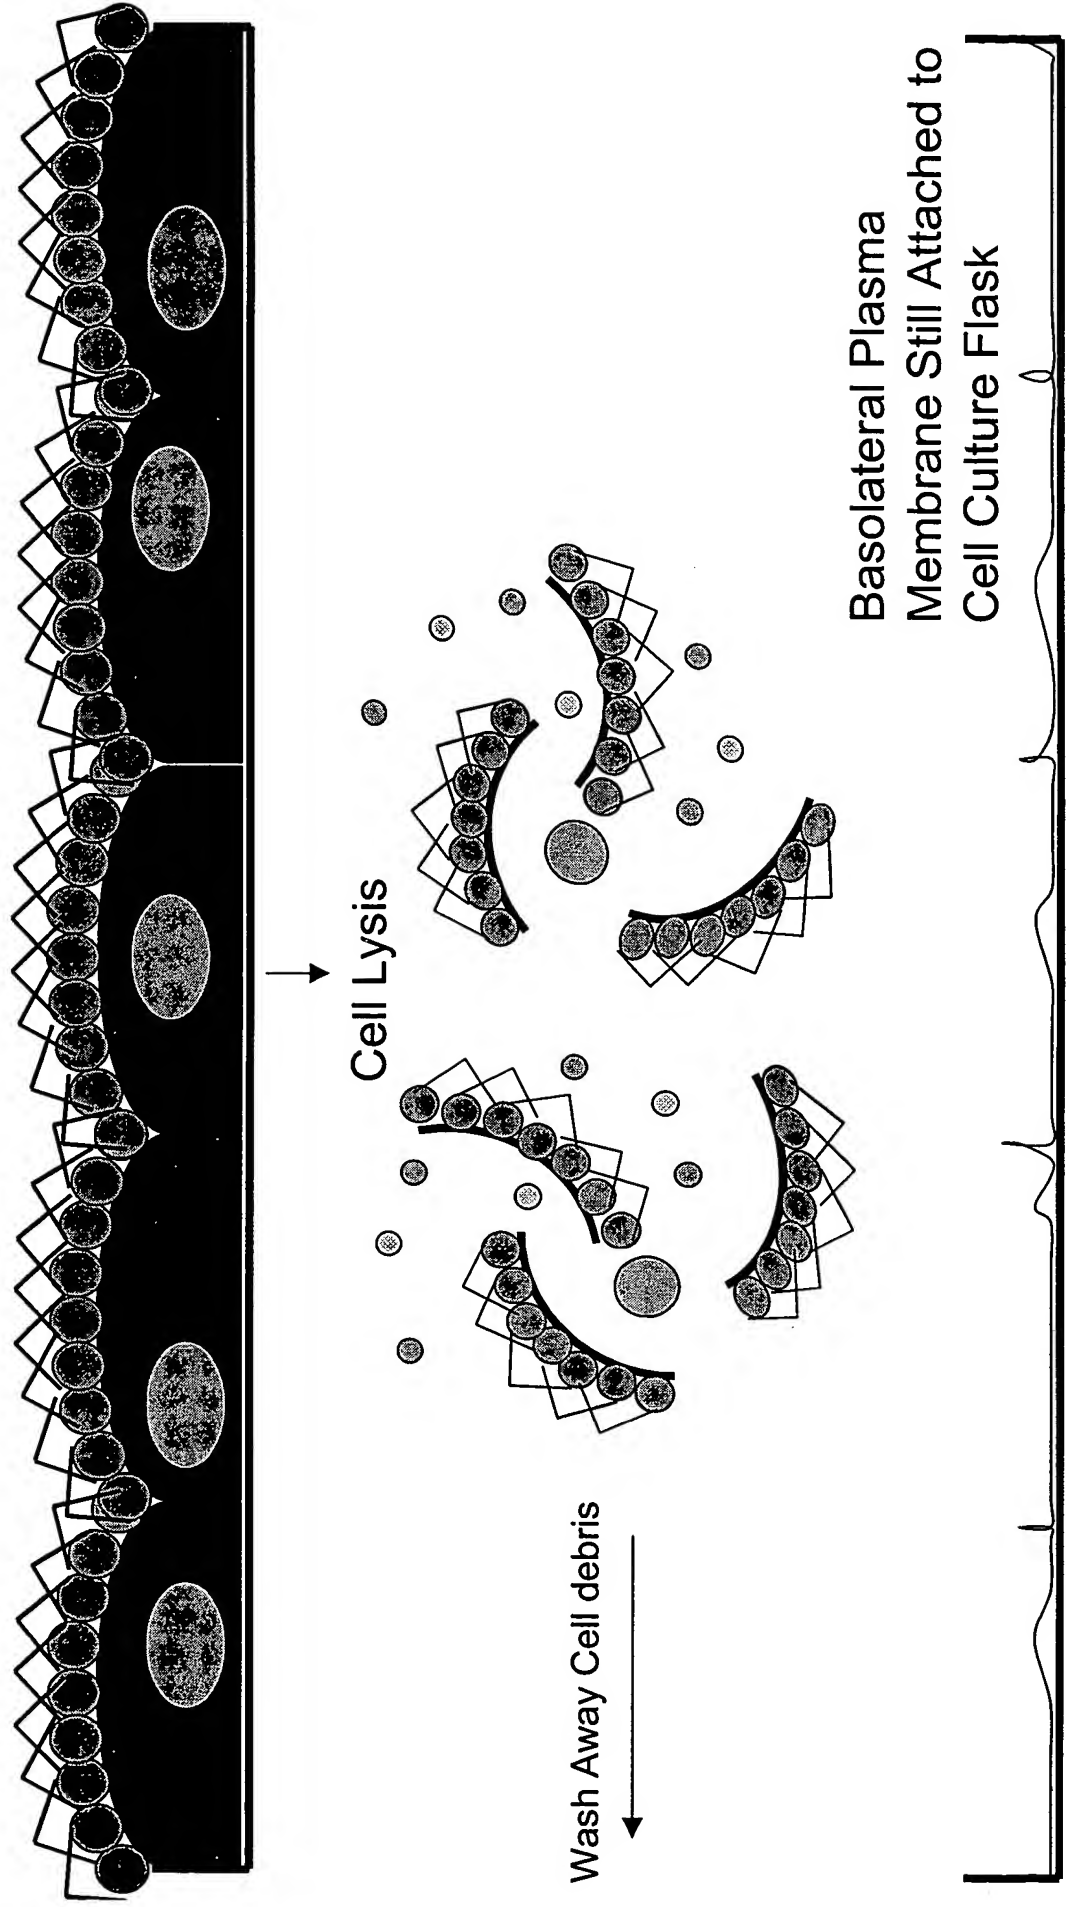 Cell Lysis
Wash Away Cell debris
Basolateral Plasma
Membrane Still Attached to
Cell Culture Flask